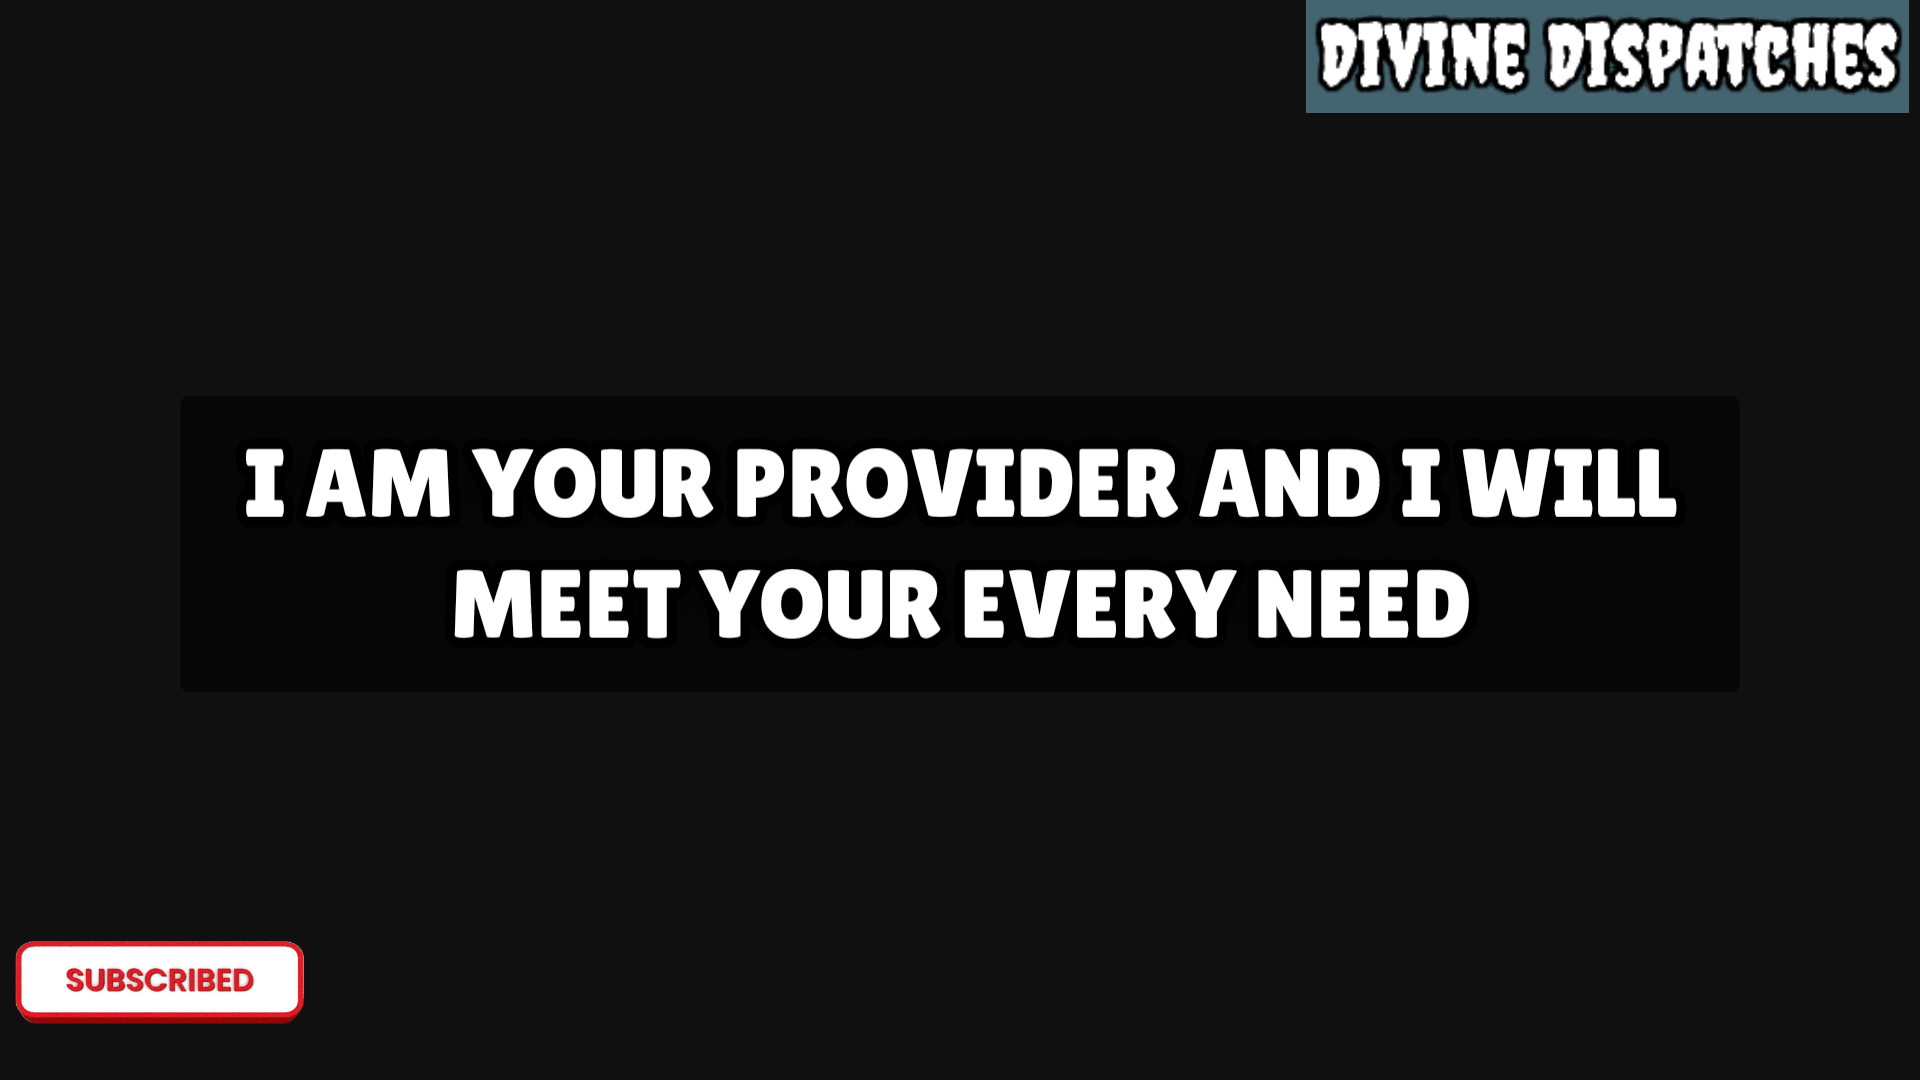 DIVINE DISPATCHES
I AM YOUR PROVIDER AND I WILL
MEET YOUR EVERY NEED
SUBSCRIBED